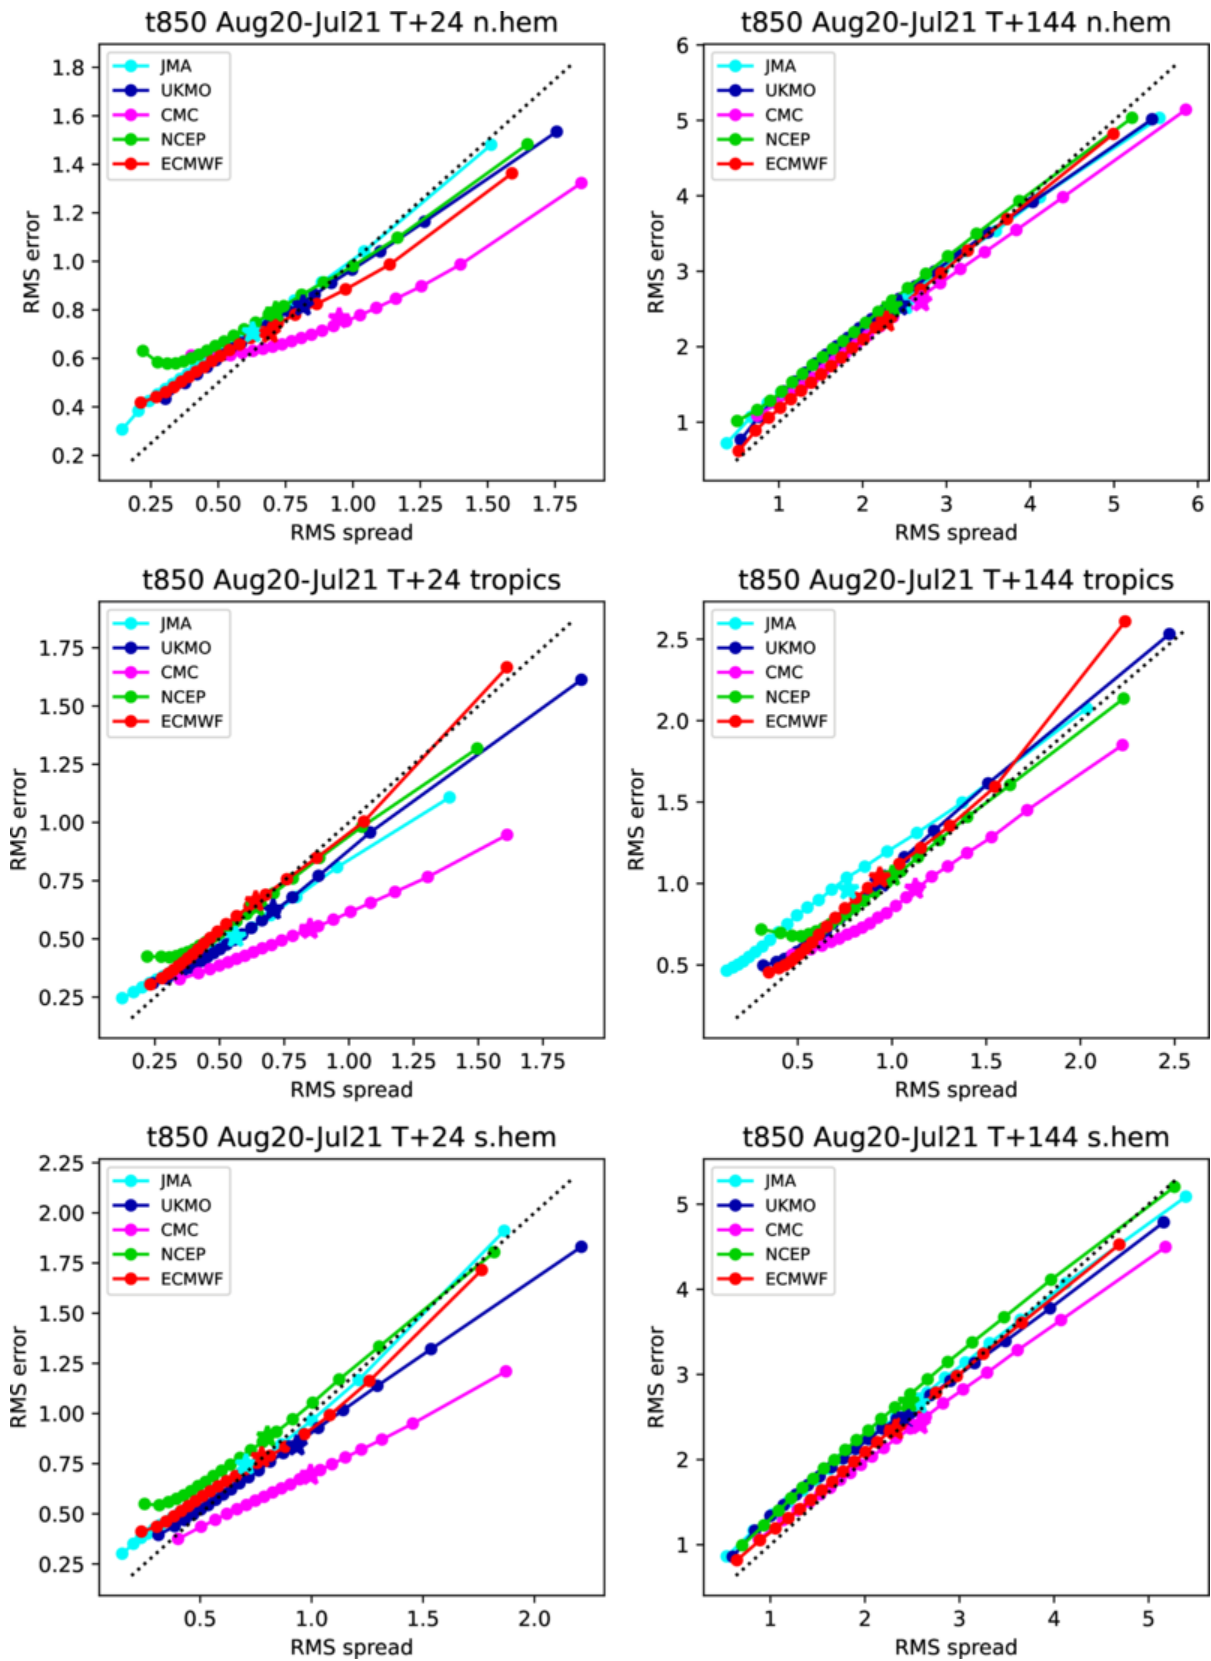 t850 Aug20-Jul21 T+24 n.hem
JMA
UKMO
CMC
NCEP
ECMWF
1.8
1.6
1.4
1.2
1.0
0.8
0.6
0.4
0.2
RMS error
0.25 0.50 0.75 1.00 1.25 1.50 1.75
RMS spread
t850 Aug20-Jul21 T+144 n.hem
JMA
UKMO
CMC
NCEP
ECMWF
6
5
4
3
2
1
RMS error
1 2 3 4 5 6
RMS spread
t850 Aug20-Jul21 T+24 tropics
JMA
UKMO
CMC
NCEP
ECMWF
1.75
1.50
1.25
1.00
0.75
0.50
0.25
RMS error
0.25 0.50 0.75 1.00 1.25 1.50 1.75
RMS spread
t850 Aug20-Jul21 T+144 tropics
JMA
UKMO
CMC
NCEP
ECMWF
2.5
2.0
1.5
1.0
0.5
RMS error
0.5 1.0 1.5 2.0 2.5
RMS spread
t850 Aug20-Jul21 T+24 s.hem
JMA
UKMO
CMC
NCEP
ECMWF
2.25
2.00
1.75
1.50
1.25
1.00
0.75
0.50
0.25
RMS error
0.5 1.0 1.5 2.0
RMS spread
t850 Aug20-Jul21 T+144 s.hem
JMA
UKMO
CMC
NCEP
ECMWF
5
4
3
2
1
RMS error
1 2 3 4 5
RMS spread